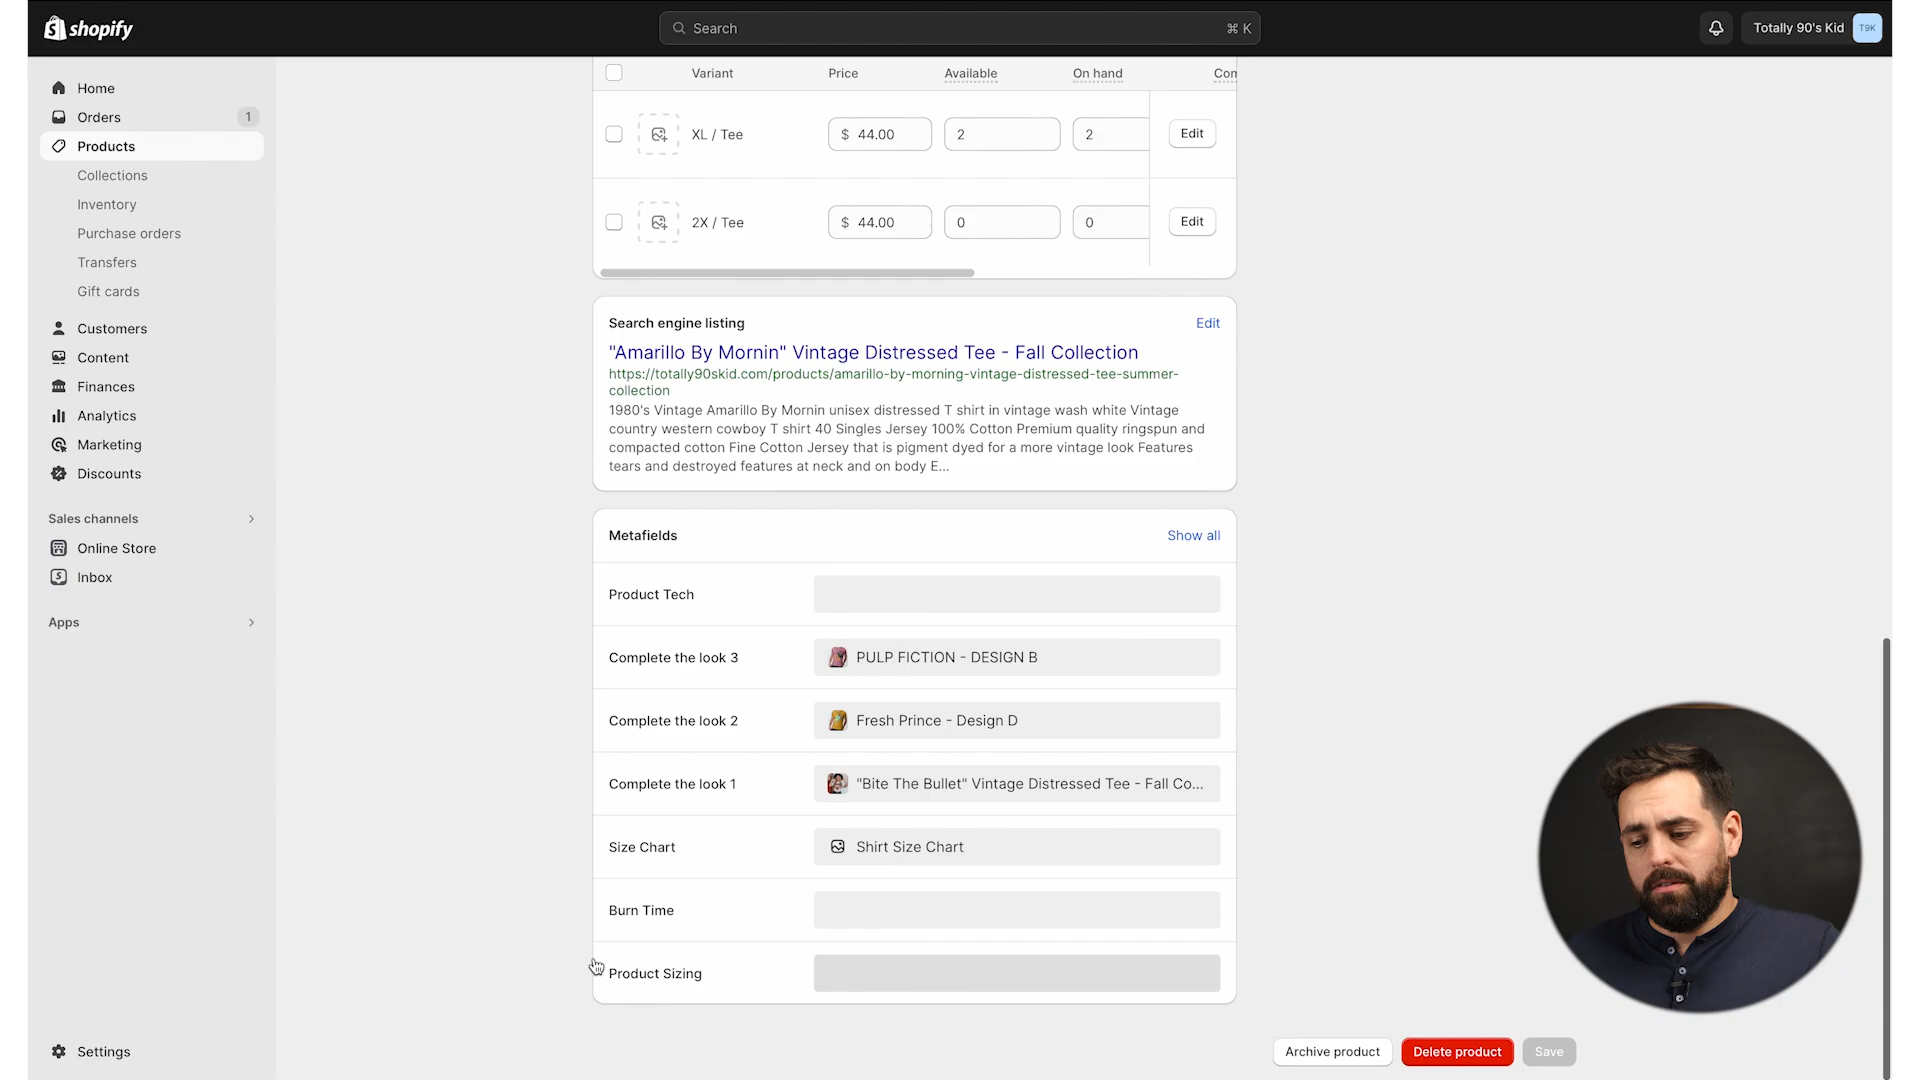 shopify
Search
⌘ K
Totally 90's Kid
T9K
Home
Orders
1
Products
Collections
Inventory
Purchase orders
Transfers
Gift cards
Customers
Content
Finances
Analytics
Marketing
Discounts
Sales channels
Online Store
Inbox
Apps
Settings
Variant Price Available On hand Com
XL / Tee $ 44.00 2 2 Edit
2X / Tee $ 44.00 0 0 Edit
Search engine listing Edit
"Amarillo By Mornin" Vintage Distressed Tee - Fall Collection
https://totally90skid.com/products/amarillo-by-morning-vintage-distressed-tee-summer-
collection
1980's Vintage Amarillo By Mornin unisex distressed T shirt in vintage wash white Vintage
country western cowboy T shirt 40 Singles Jersey 100% Cotton Premium quality ringspun and
compacted cotton Fine Cotton Jersey that is pigment dyed for a more vintage look Features
tears and destroyed features at neck and on body E...
Metafields Show all
Product Tech
Complete the look 3 PULP FICTION - DESIGN B
Complete the look 2 Fresh Prince - Design D
Complete the look 1 "Bite The Bullet" Vintage Distressed Tee - Fall Co...
Size Chart Shirt Size Chart
Burn Time
Product Sizing
Archive product Delete product Save